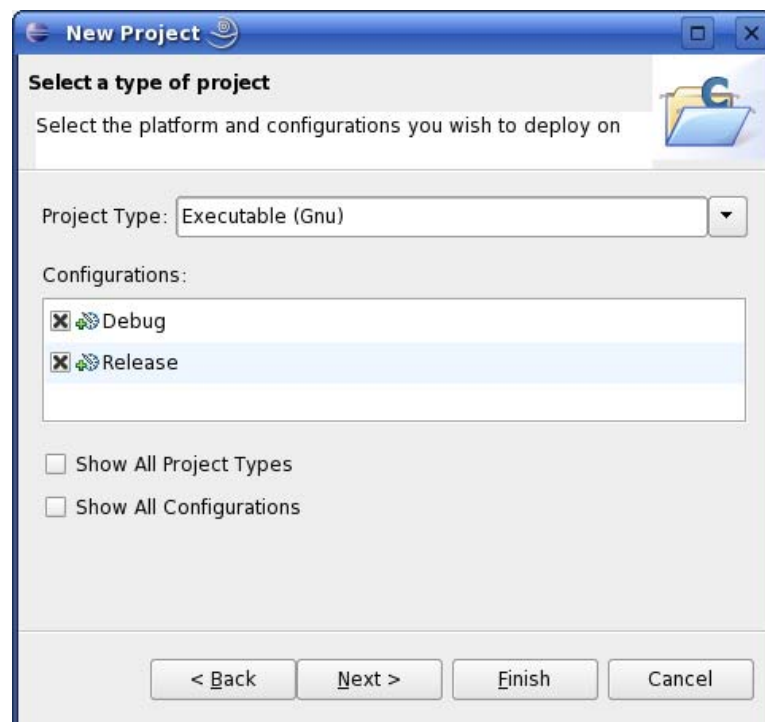 New Project
Select a type of project
Select the platform and configurations you wish to deploy on
C
Project Type: Executable (Gnu)
Configurations:
Debug
Release
Show All Project Types
Show All Configurations
< Back Next > Finish Cancel